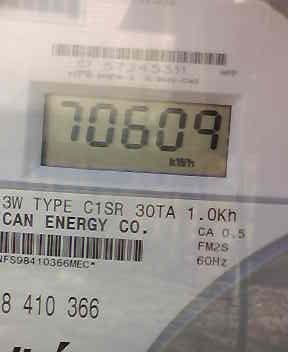 70609
kWh
3W TYPE C1SR 30TA 1.0Kh
CAN ENERGY CO.
CA 0.5
FM2S
60Hz
NFS98410366MEC*
8 410 366